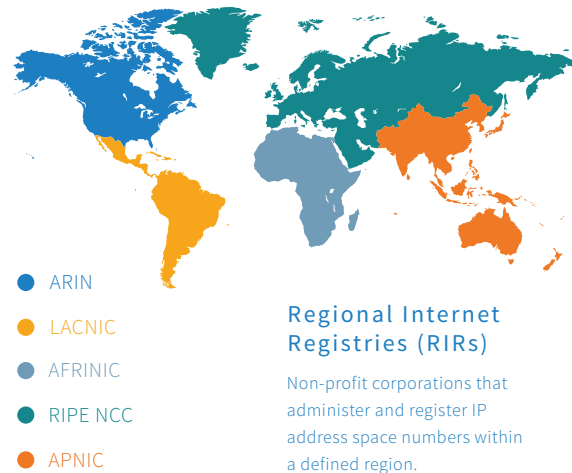 ARIN
LACNIC
AFRINIC
RIPE NCC
APNIC
Regional Internet
Registries (RIRs)
Non-profit corporations that
administer and register IP
address space numbers within
a defined region.